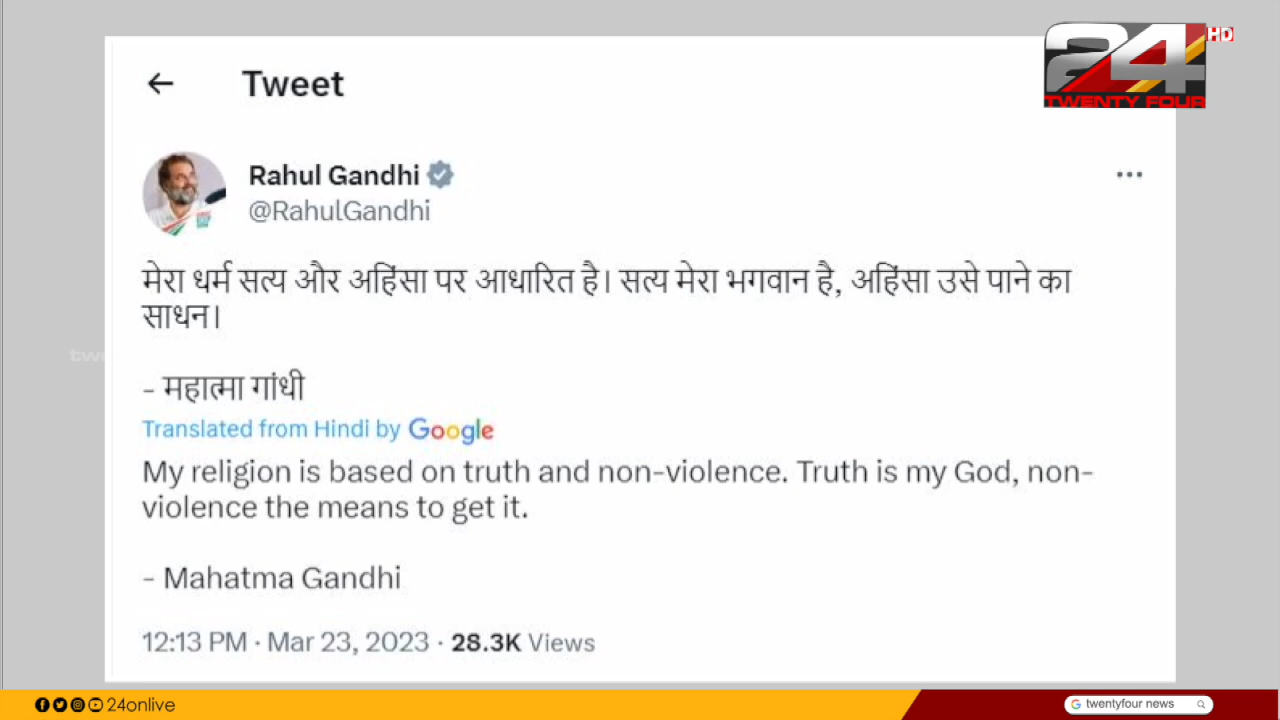 24
HD
TWENTY FOUR
Tweet
Rahul Gandhi
@RahulGandhi
मेरा धर्म सत्य और अहिंसा पर आधारित है। सत्य मेरा भगवान है, अहिंसा उसे पाने का
साधन।
- महात्मा गांधी
Translated from Hindi by Google
My religion is based on truth and non-violence. Truth is my God, non-
violence the means to get it.
- Mahatma Gandhi
12:13 PM · Mar 23, 2023 · 28.3K Views
24onlive
twentyfour news